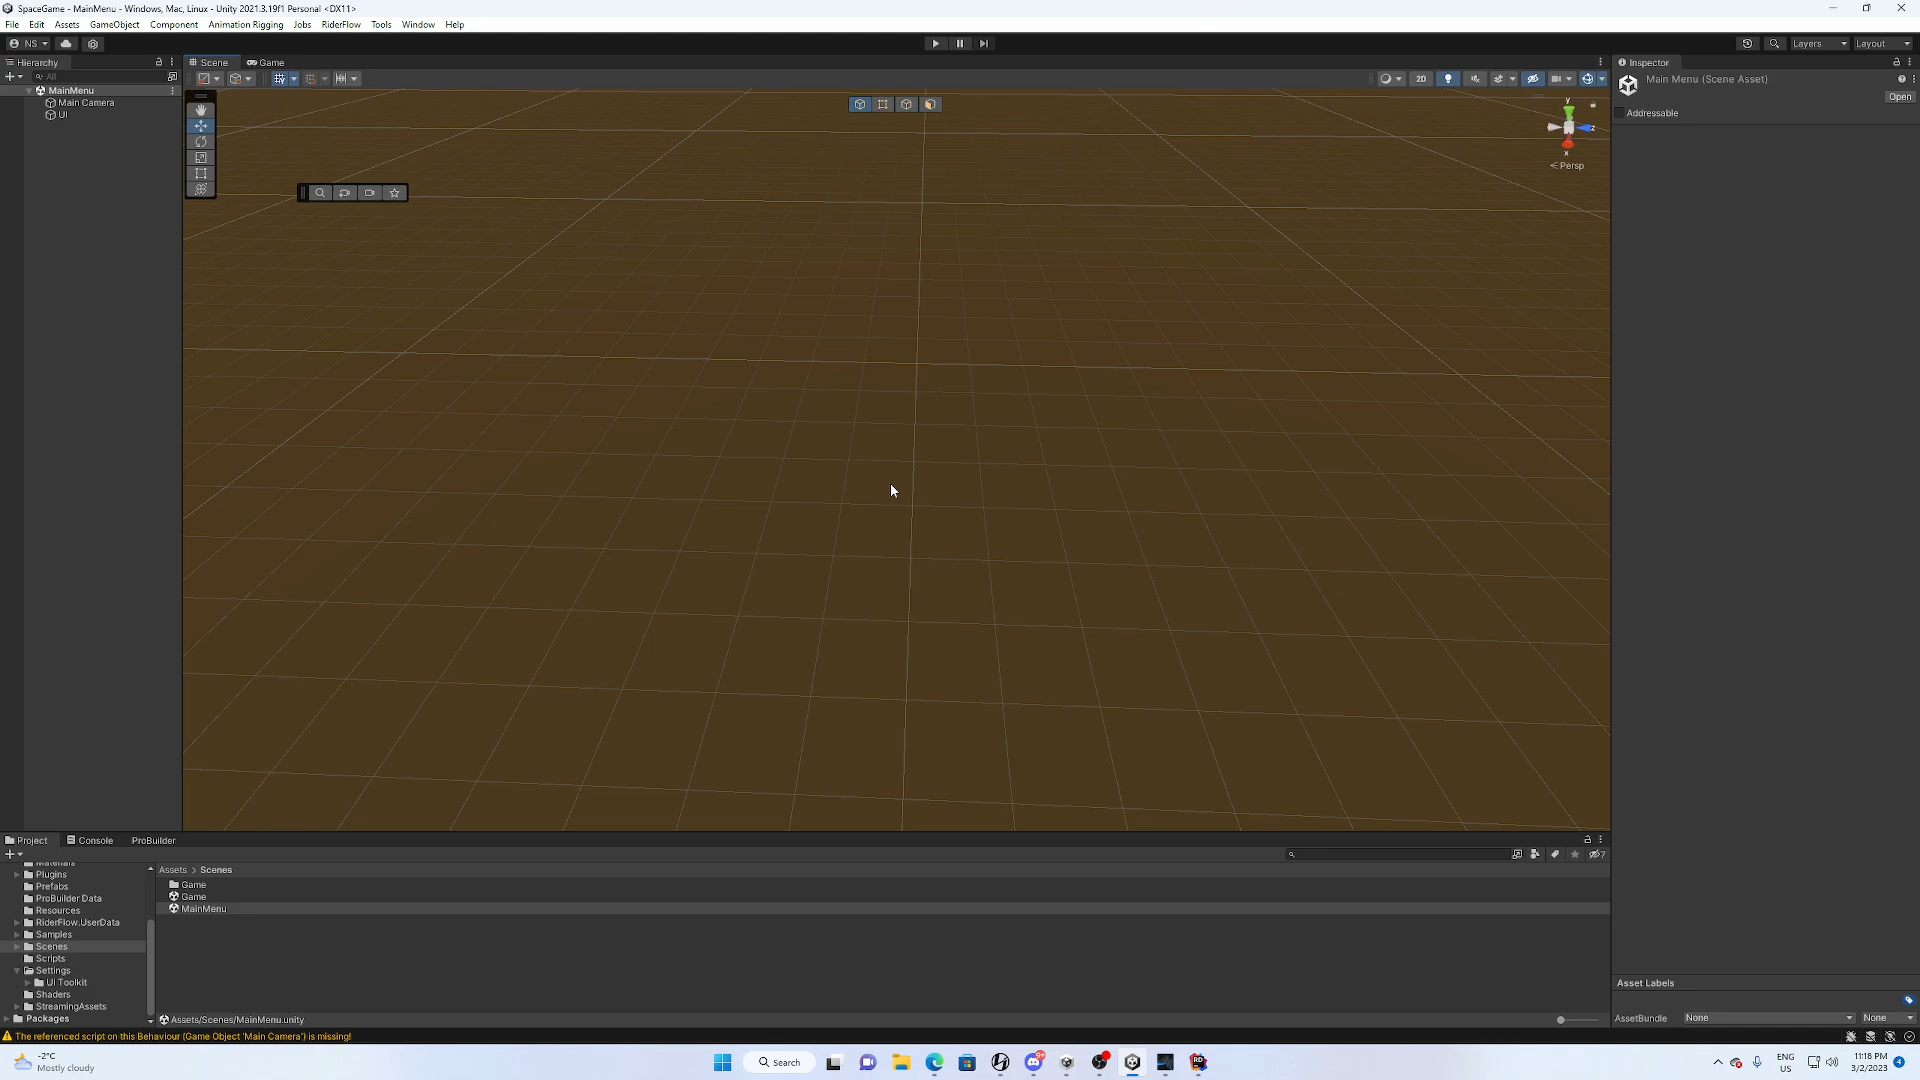 SpaceGame - MainMenu - Windows, Mac, Linux - Unity 2021.3.19f1 Personal <DX11>
File Edit Assets GameObject Component Animation Rigging Jobs RiderFlow Tools Window Help
NS
Layers Layout
Hierarchy
Scene
Game
Inspector
All
2D
MainMenu
Main Camera
UI
Main Menu (Scene Asset)
Open
Addressable
y
z
x
Persp
Project
Console
ProBuilder
7
Materials
Plugins
Prefabs
ProBuilder Data
Resources
RiderFlow.UserData
Samples
Scenes
Scripts
Settings
UI Toolkit
Shaders
StreamingAssets
Packages
Assets > Scenes
Game
Game
MainMenu
Assets/Scenes/MainMenu.unity
Asset Labels
AssetBundle None None
The referenced script on this Behaviour (Game Object 'Main Camera') is missing!
-2°C
Mostly cloudy
Search
9+
RD
ENG
US
11:18 PM
3/2/2023
4